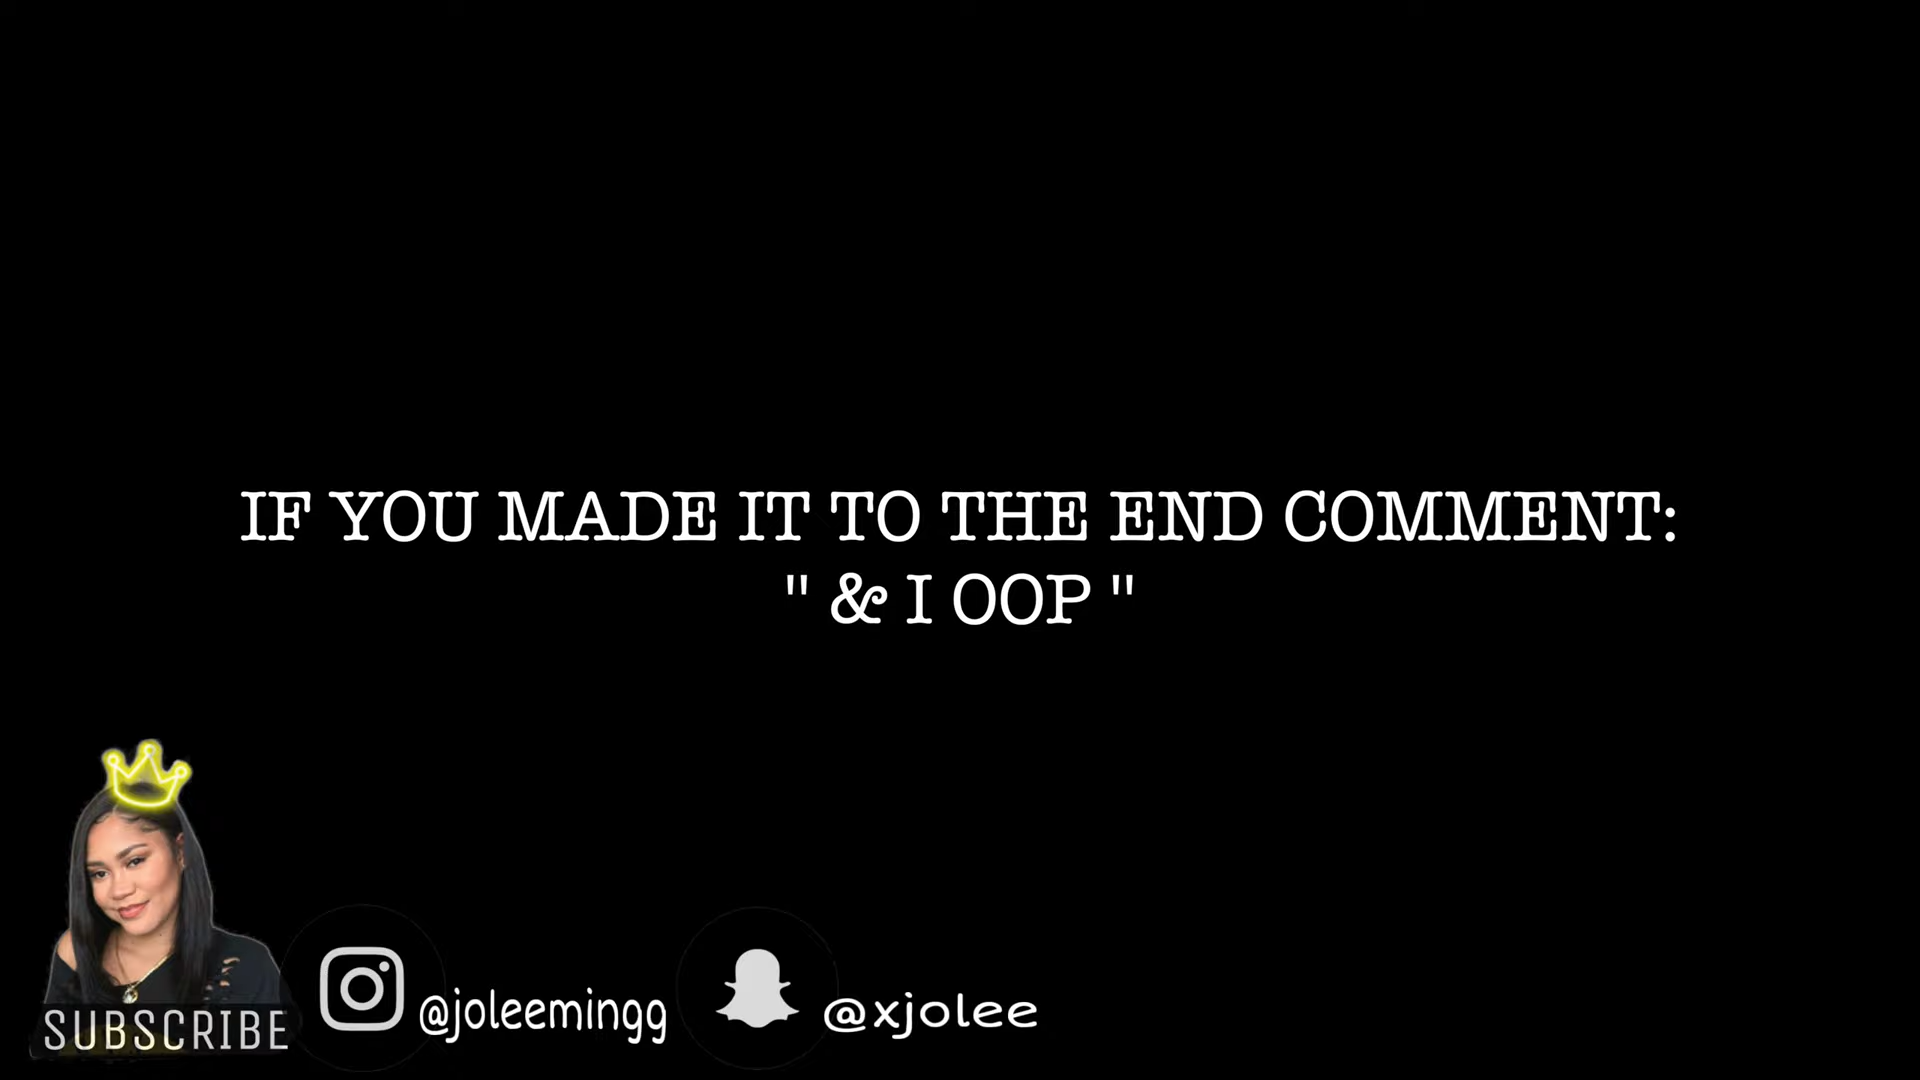 IF YOU MADE IT TO THE END COMMENT:
" & I OOP "
SUBSCRIBE
@joleemingg
@xjolee